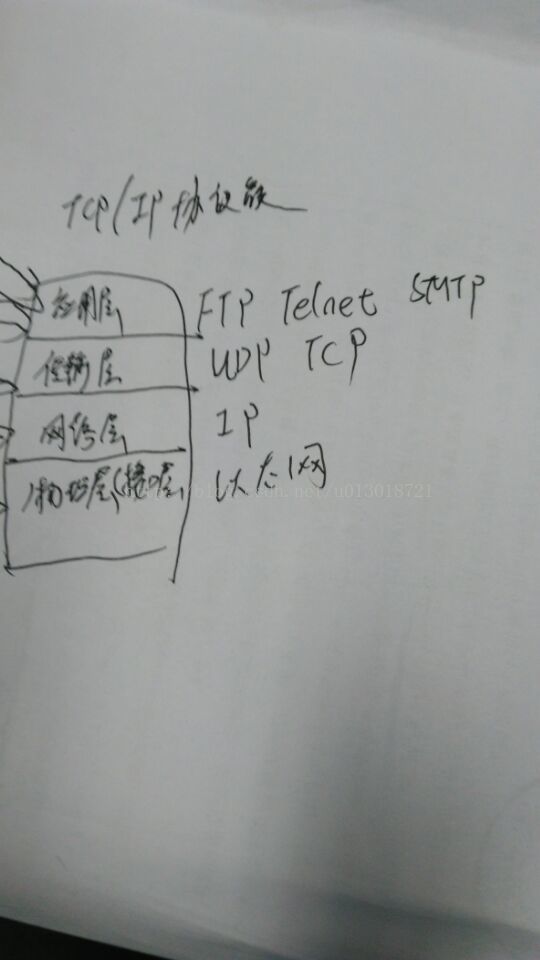 TCP/IP协议族
应用层 FTP Telnet SMTP
传输层 UDP TCP
网络层 IP
物理层(接口层 以太网
http://blog.csdn.net/u013018721